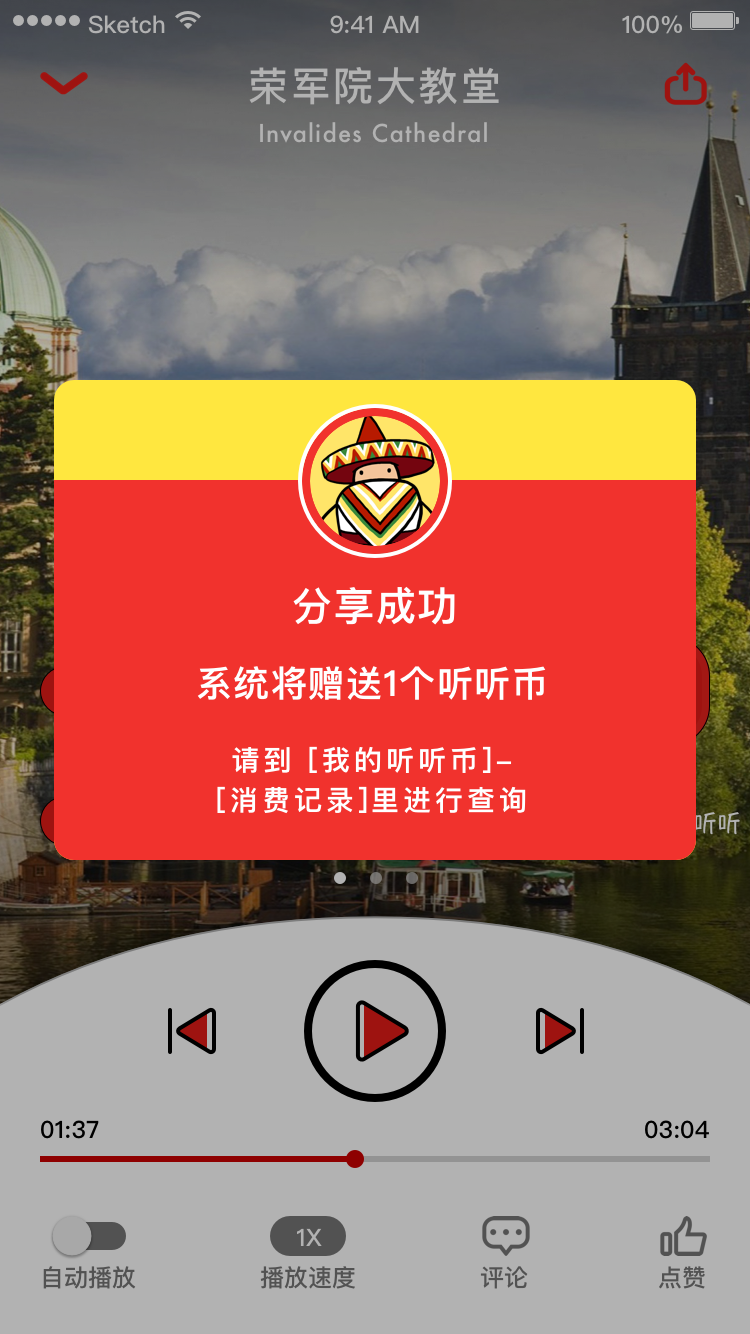 Sketch 9:41 AM 100%
荣军院大教堂
Invalides Cathedral
分享成功
系统将赠送1个听听币
请到 [我的听听币]–
[消费记录]里进行查询
听听
01:37 03:04
1X
自动播放 播放速度 评论 点赞